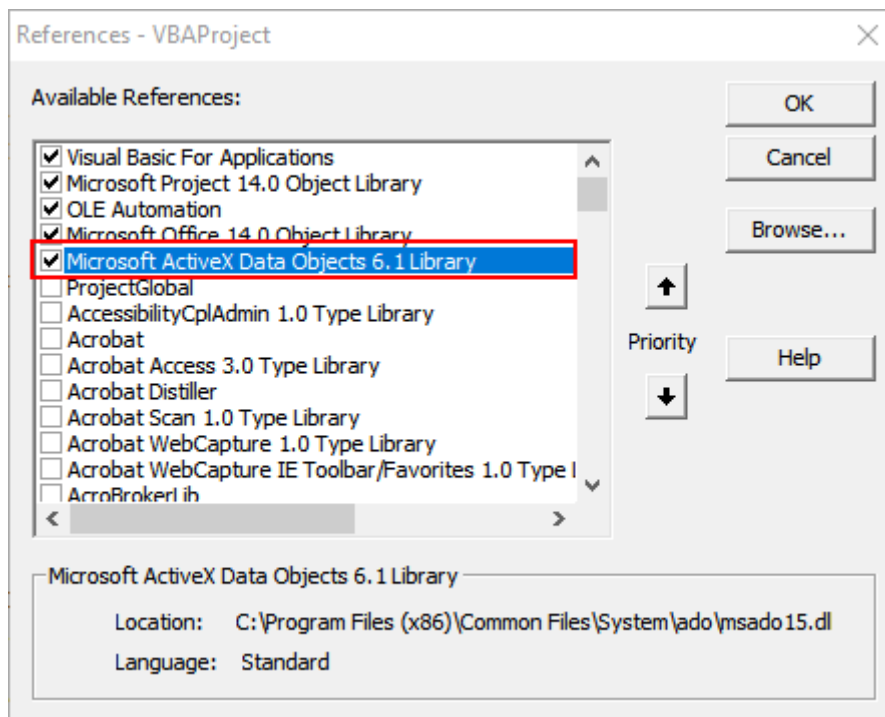 References - VBAProject
Available References:
OK
Cancel
Browse...
Help
Priority
Visual Basic For Applications
Microsoft Project 14.0 Object Library
OLE Automation
Microsoft Office 14.0 Object Library
Microsoft ActiveX Data Objects 6.1 Library
ProjectGlobal
AccessibilityCplAdmin 1.0 Type Library
Acrobat
Acrobat Access 3.0 Type Library
Acrobat Distiller
Acrobat Scan 1.0 Type Library
Acrobat WebCapture 1.0 Type Library
Acrobat WebCapture IE Toolbar/Favorites 1.0 Type l
AcroBrokerLib
Microsoft ActiveX Data Objects 6.1 Library
Location: C:\Program Files (x86)\Common Files\System\ado\msado15.dl
Language: Standard